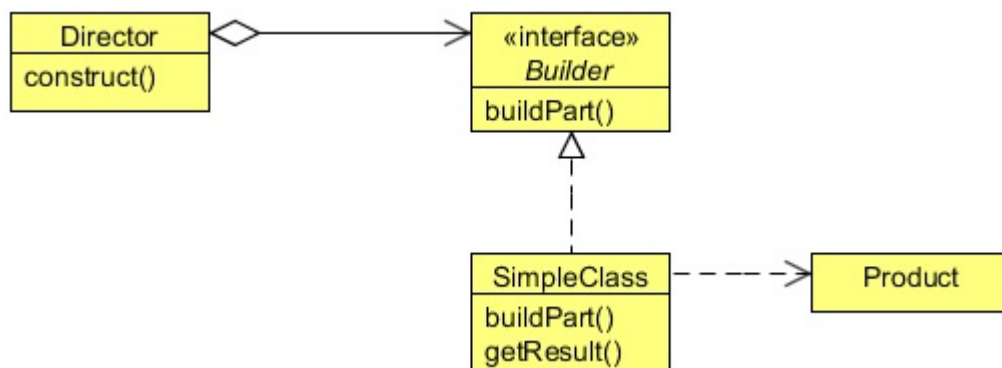 Director
construct()
«interface»
Builder
buildPart()
SimpleClass
buildPart()
getResult()
Product